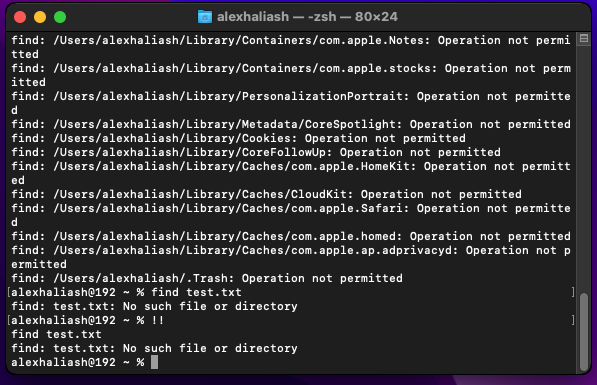 alexhaliash — -zsh — 80×24
find: /Users/alexhaliash/Library/Containers/com.apple.Notes: Operation not permi
tted
find: /Users/alexhaliash/Library/Containers/com.apple.stocks: Operation not perm
itted
find: /Users/alexhaliash/Library/PersonalizationPortrait: Operation not permitte
d
find: /Users/alexhaliash/Library/Metadata/CoreSpotlight: Operation not permitted
find: /Users/alexhaliash/Library/Cookies: Operation not permitted
find: /Users/alexhaliash/Library/CoreFollowUp: Operation not permitted
find: /Users/alexhaliash/Library/Caches/com.apple.HomeKit: Operation not permitt
ed
find: /Users/alexhaliash/Library/Caches/CloudKit: Operation not permitted
find: /Users/alexhaliash/Library/Caches/com.apple.Safari: Operation not permitte
d
find: /Users/alexhaliash/Library/Caches/com.apple.homed: Operation not permitted
find: /Users/alexhaliash/Library/Caches/com.apple.ap.adprivacyd: Operation not p
ermitted
find: /Users/alexhaliash/.Trash: Operation not permitted
[alexhaliash@192 ~ % find test.txt ]
find: test.txt: No such file or directory
[alexhaliash@192 ~ % !! ]
find test.txt
find: test.txt: No such file or directory
alexhaliash@192 ~ %